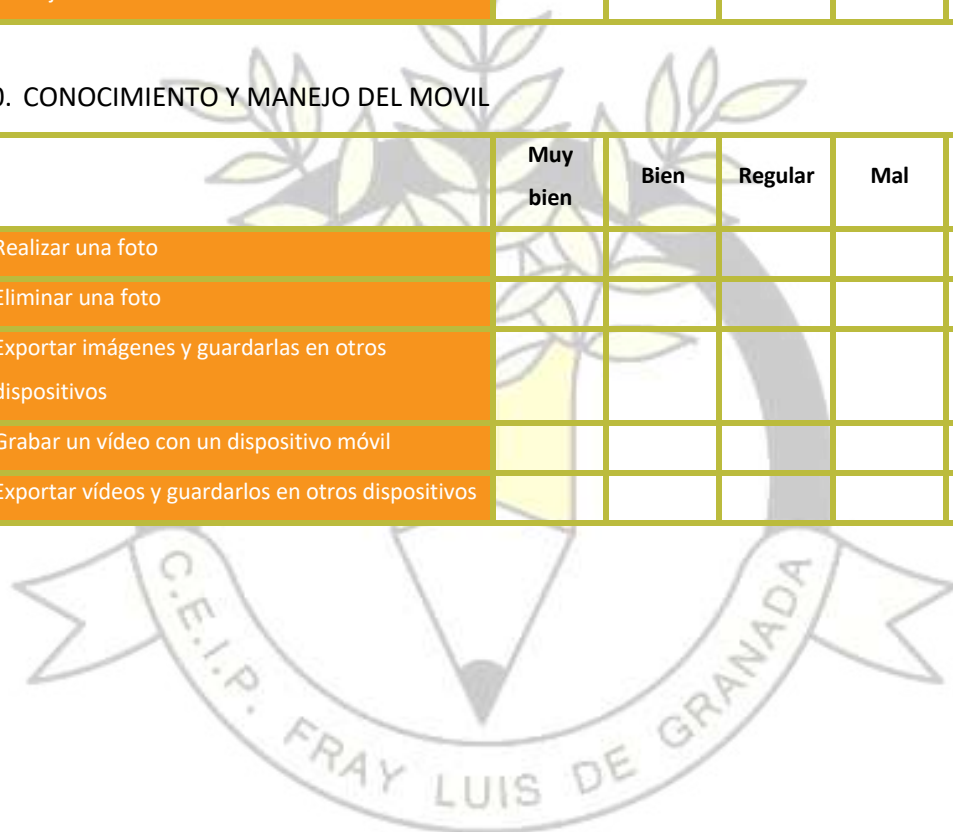 0. CONOCIMIENTO Y MANEJO DEL MOVIL
Muy
bien
Bien
Regular
Mal
Realizar una foto
Eliminar una foto
Exportar imágenes y guardarlas en otros
dispositivos
Grabar un vídeo con un dispositivo móvil
Exportar vídeos y guardarlos en otros dispositivos
C.E.I.P. FRAY LUIS DE GRANADA